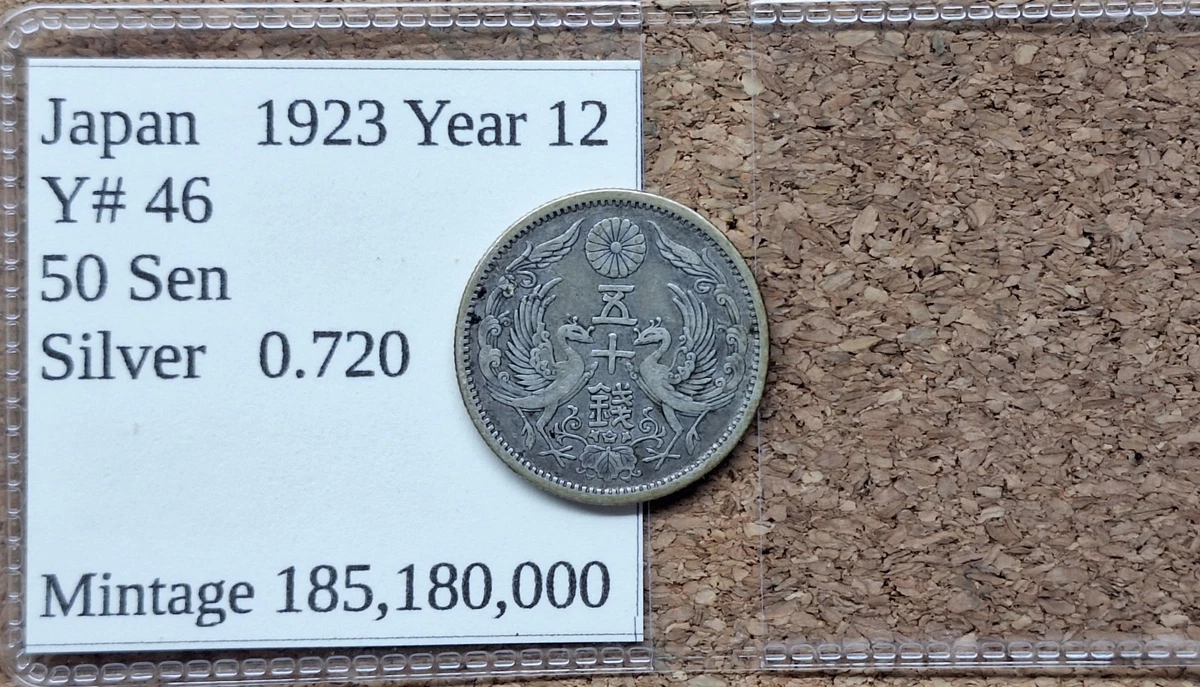 Japan 1923 Year 12
Y# 46
50 Sen
Silver 0.720
Mintage 185,180,000
五
十
錢